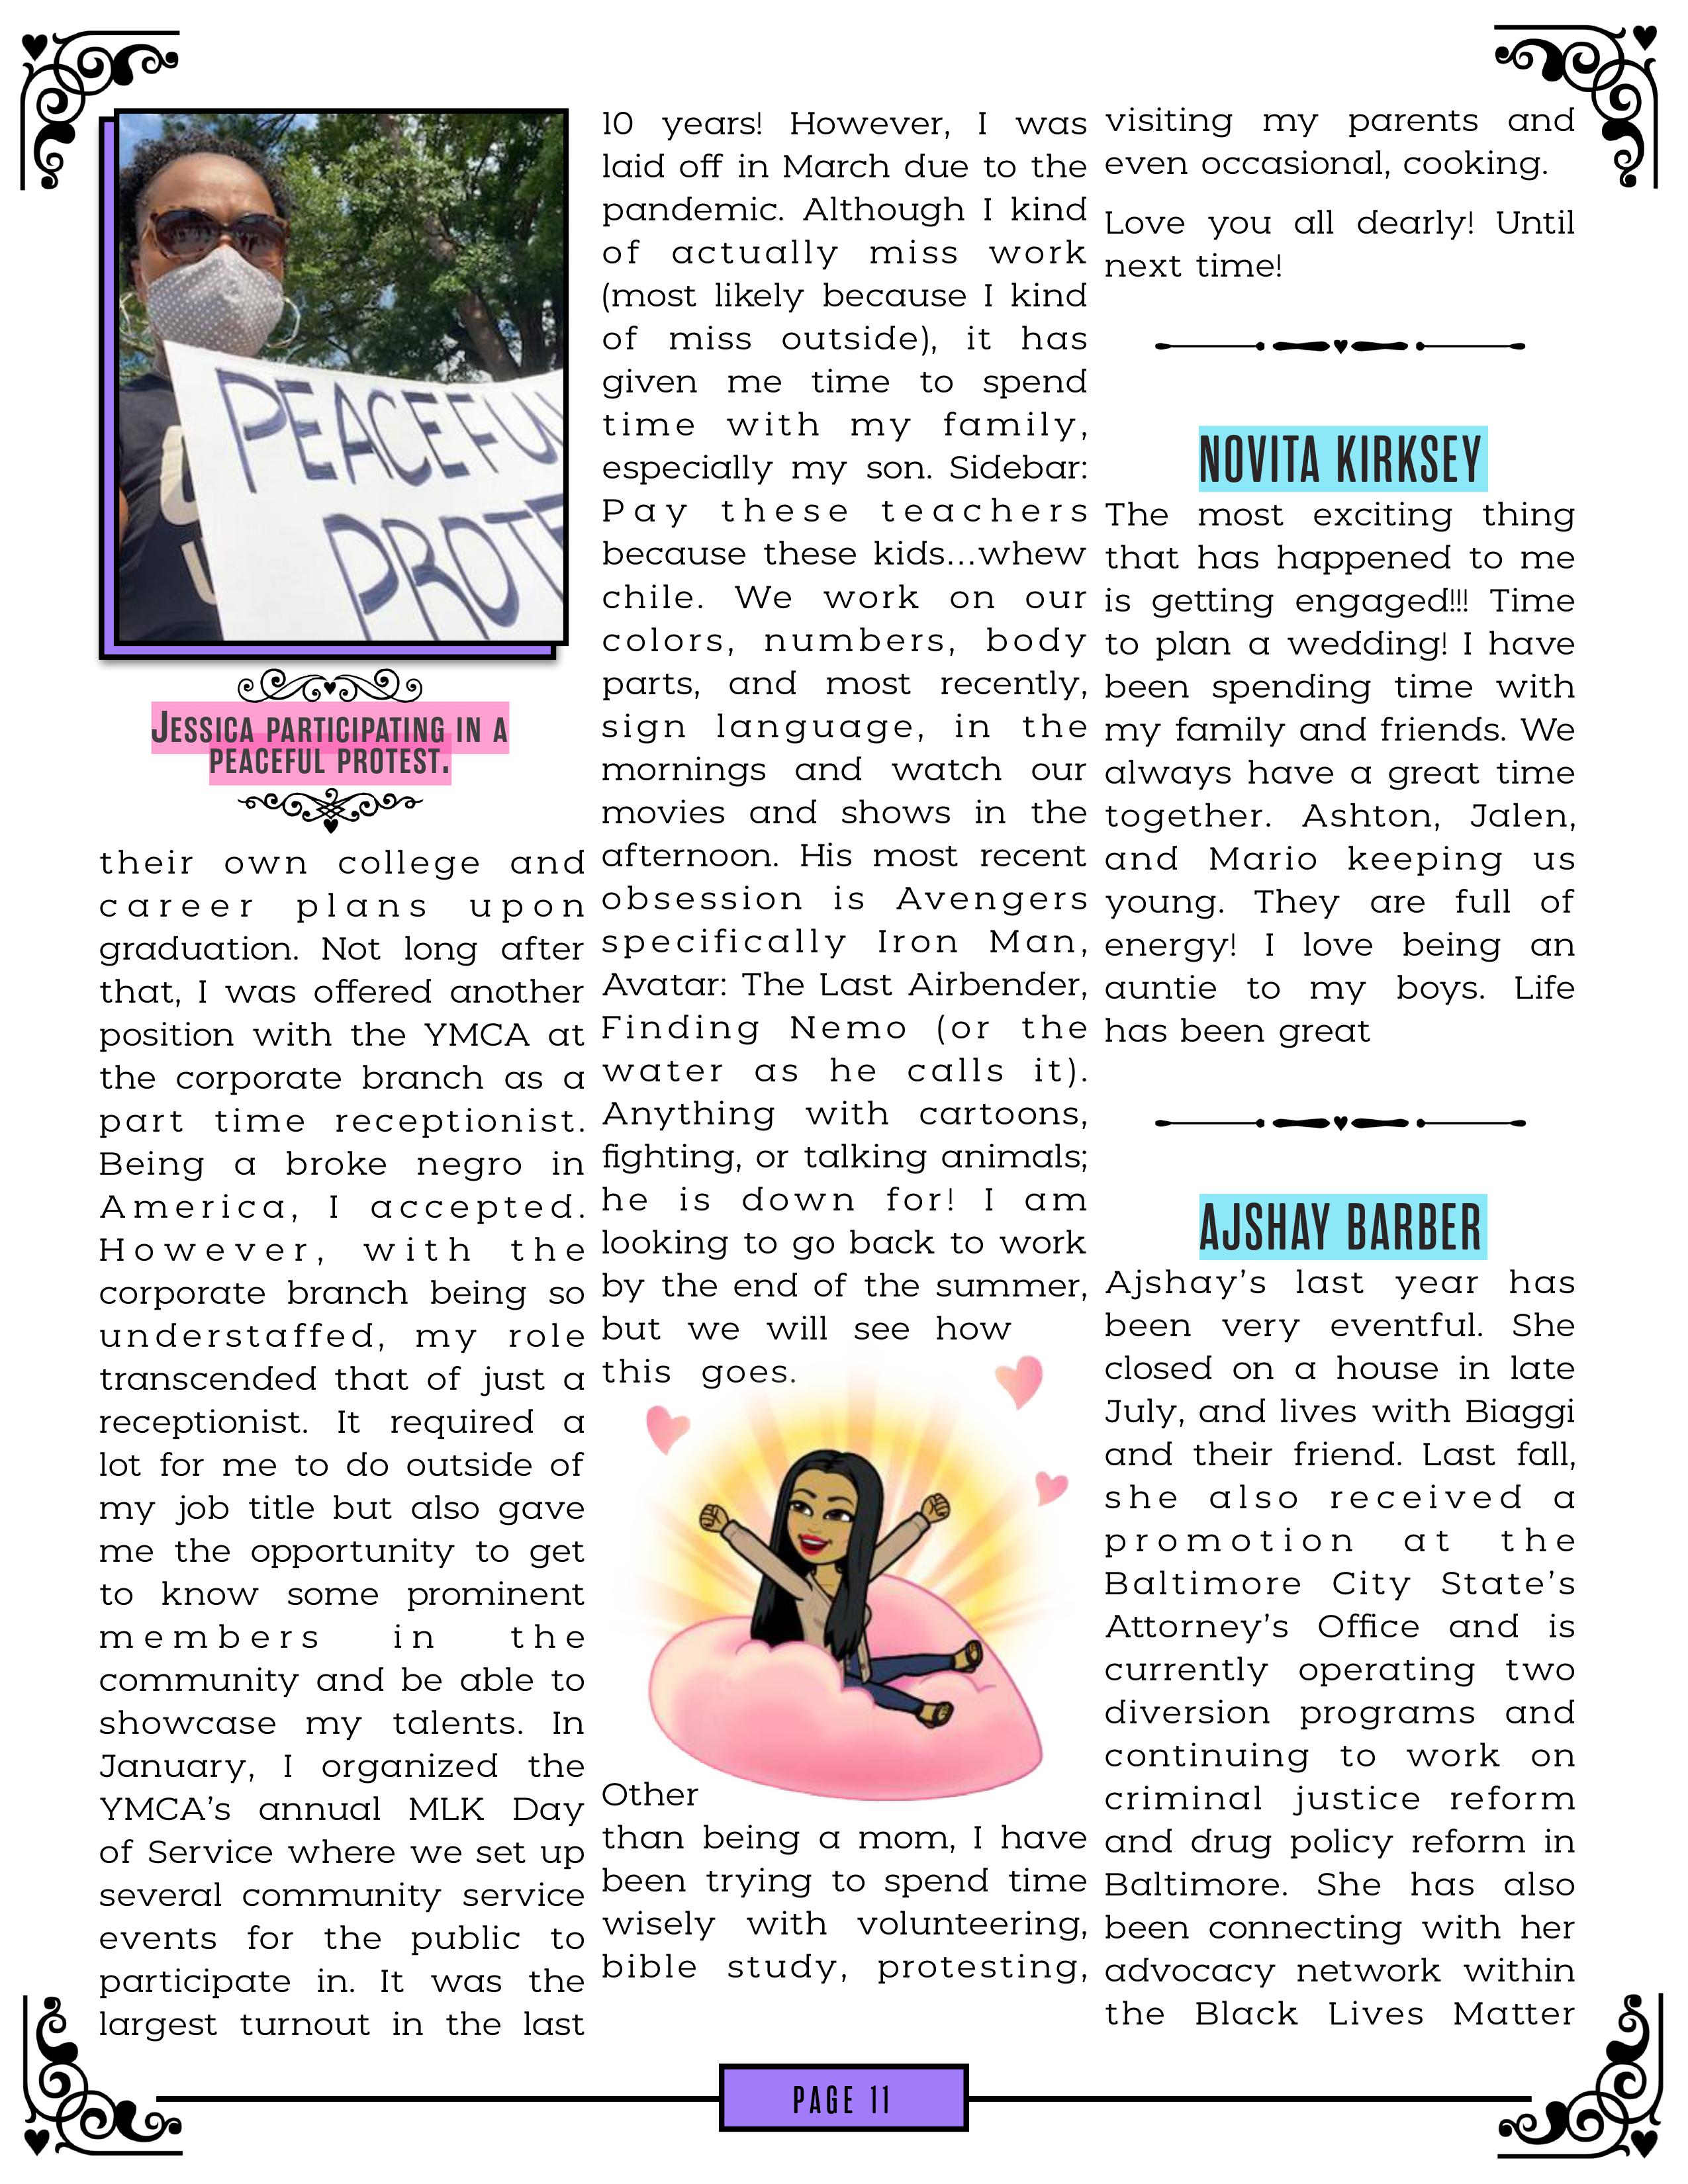 PEACEFU
PROTE
JESSICA PARTICIPATING IN A
PEACEFUL PROTEST.
their own college and
career plans upon
graduation. Not long after
that, I was offered another
position with the YMCA at
the corporate branch as a
part time receptionist.
Being a broke negro in
America, I accepted.
However, with the
corporate branch being so
understaffed, my role
transcended that of just a
receptionist. It required a
lot for me to do outside of
my job title but also gave
me the opportunity to get
to know some prominent
members in the
community and be able to
showcase my talents. In
January, I organized the
YMCA's annual MLK Day
of Service where we set up
several community service
events for the public to
participate in. It was the
largest turnout in the last
10 years! However, I was
laid off in March due to the
pandemic. Although I kind
of actually miss work
(most likely because I kind
of miss outside), it has
given me time to spend
time with my family,
especially my son. Sidebar:
Pay these teachers
because these kids...whew
chile. We work on our
colors, numbers, body
parts, and most recently,
sign language, in the
mornings and watch our
movies and shows in the
afternoon. His most recent
obsession is Avengers
specifically Iron Man,
Avatar: The Last Airbender,
Finding Nemo (or the
water as he calls it).
Anything with cartoons,
fighting, or talking animals;
he is down for! I am
looking to go back to work
by the end of the summer,
but we will see how
this goes.
Other
than being a mom, I have
been trying to spend time
wisely with volunteering,
bible study, protesting,
visiting my parents and
even occasional, cooking.
Love you all dearly! Until
next time!
NOVITA KIRKSEY
The most exciting thing
that has happened to me
is getting engaged!!! Time
to plan a wedding! I have
been spending time with
my family and friends. We
always have a great time
together. Ashton, Jalen,
and Mario keeping us
young. They are full of
energy! I love being an
auntie to my boys. Life
has been great
AJSHAY BARBER
Ajshay's last year has
been very eventful. She
closed on a house in late
July, and lives with Biaggi
and their friend. Last fall,
she also received a
promotion at the
Baltimore City State's
Attorney's Office and is
currently operating two
diversion programs and
continuing to work on
criminal justice reform
and drug policy reform in
Baltimore. She has also
been connecting with her
advocacy network within
the Black Lives Matter
PAGE 11